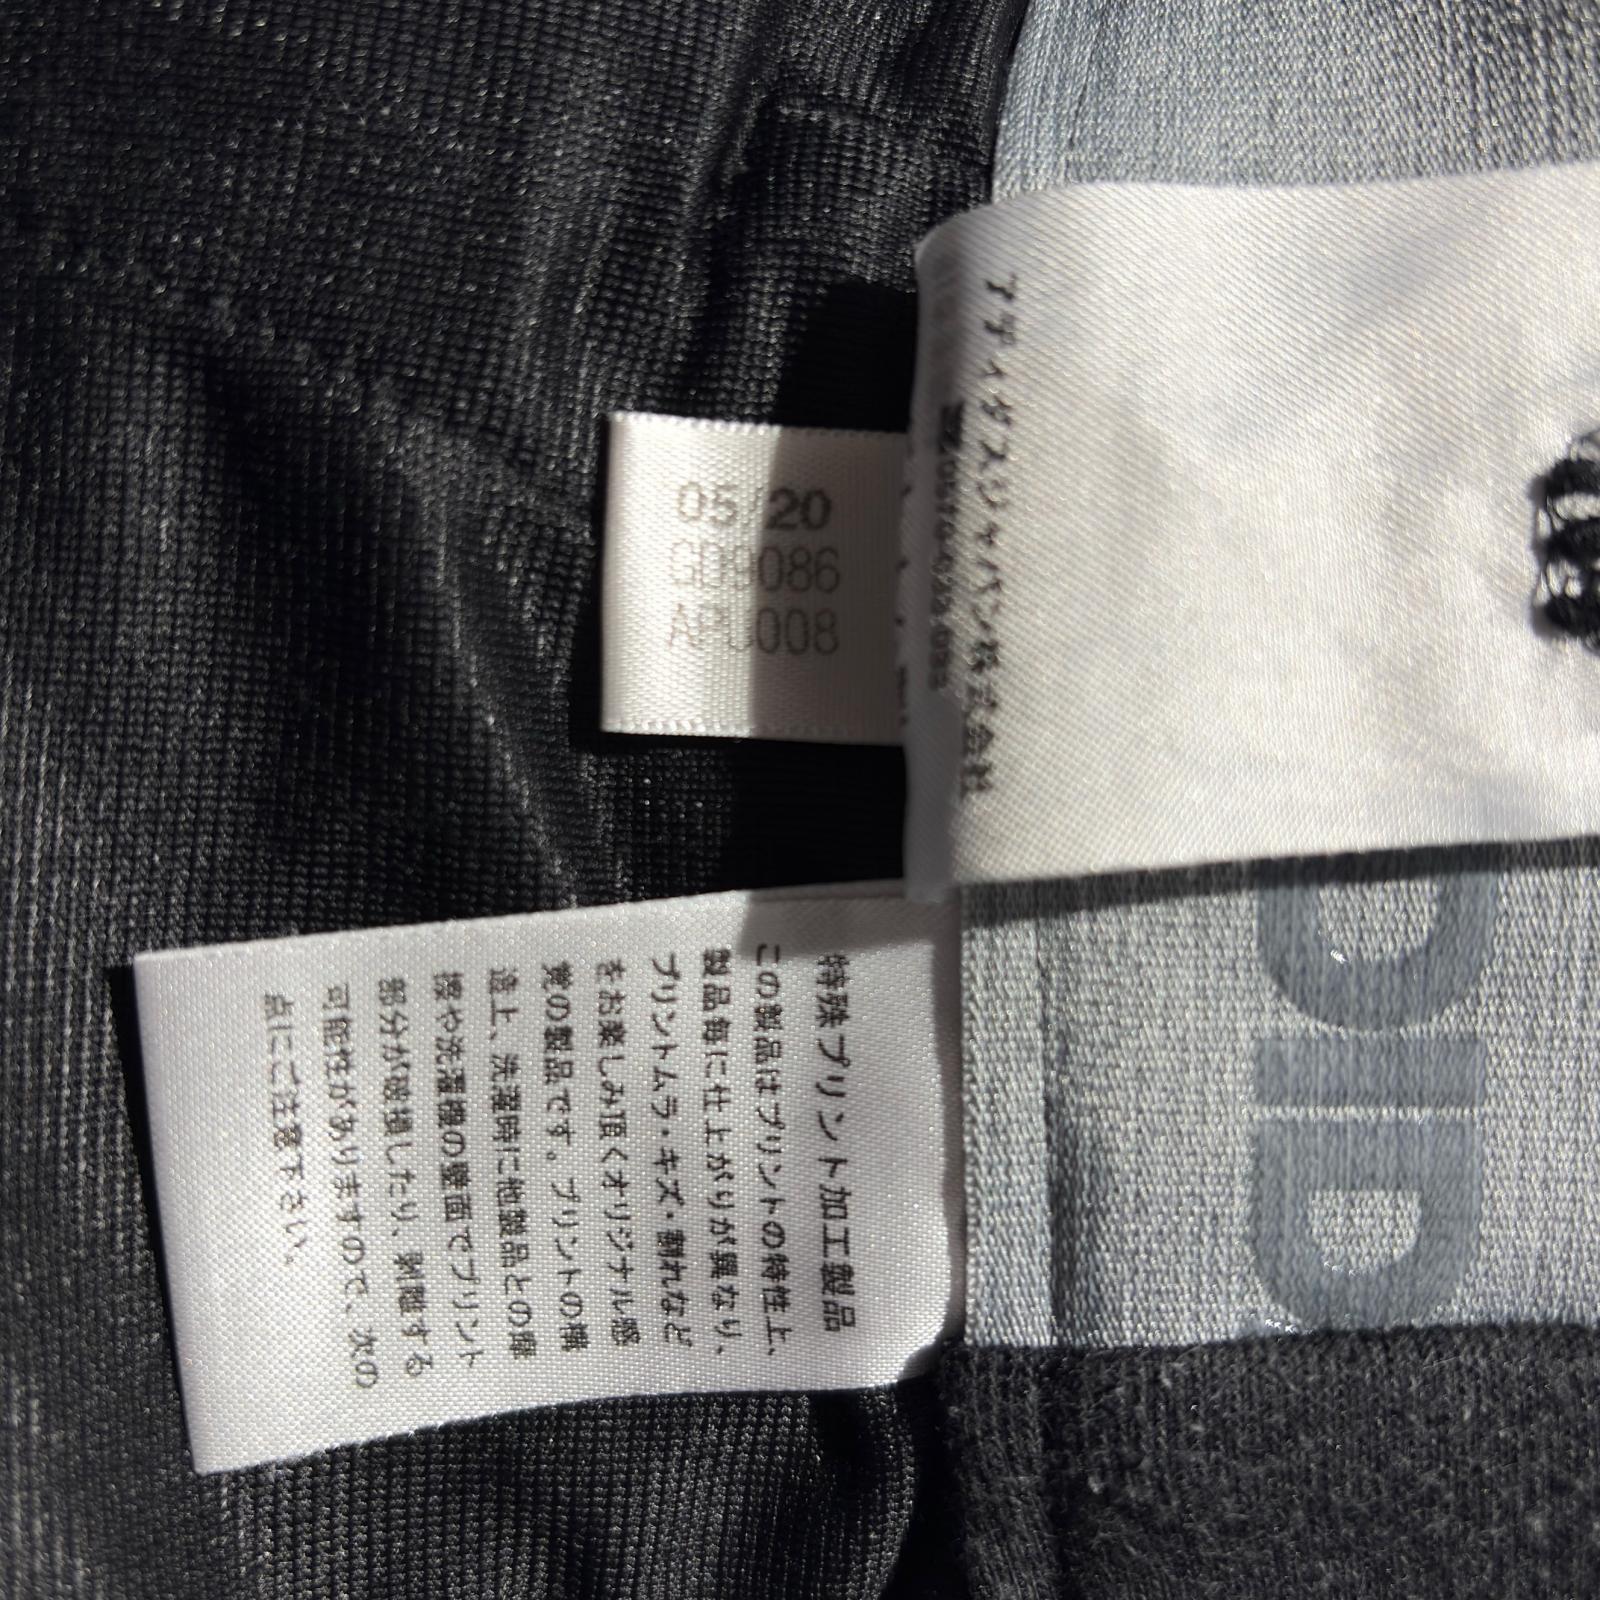 アディダスジャパン株式会社
05/20
GD9086
APU008
特殊プリント加工製品
この製品はプリントの特性上、
製品毎に仕上がりが異なり、
プリントムラ・キズ・割れなど
をお楽しみ頂くオリジナル感
覚の製品です。プリントの構
造上、洗濯時に他製品との摩
擦や洗濯機の壁面でプリント
部分が破損したり、剥離する
可能性がありますので、次の
点にご注意下さい。